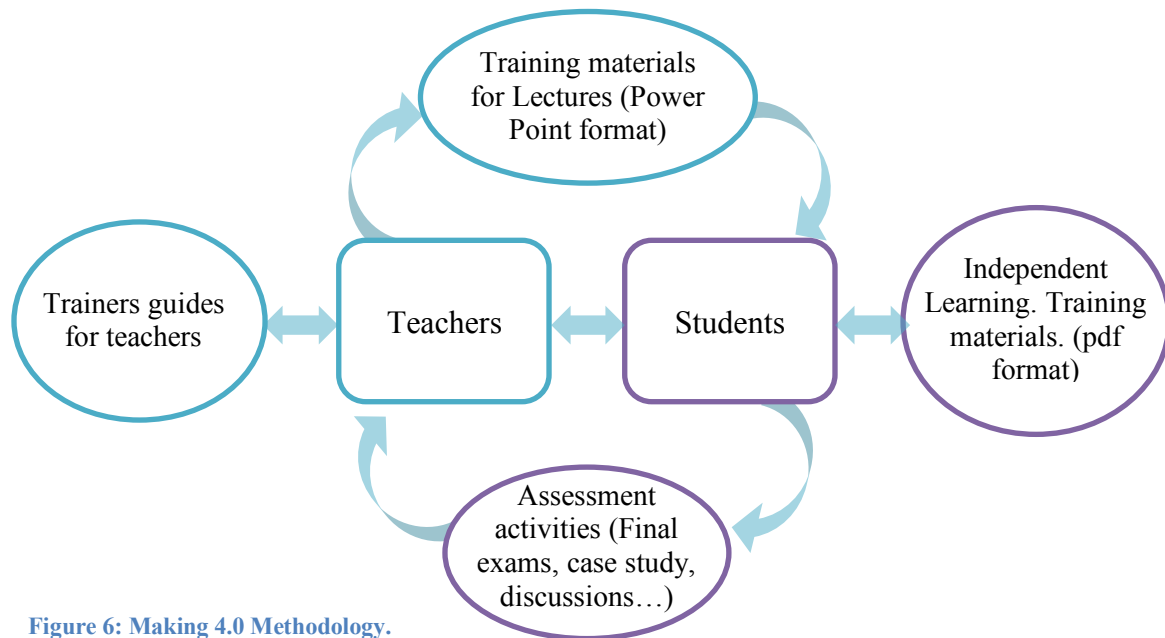 Training materials
for Lectures (Power
Point format)
Trainers guides
for teachers
Teachers
Students
Independent
Learning. Training
materials. (pdf
format)
Assessment
activities (Final
exams, case study,
discussions…)
Figure 6: Making 4.0 Methodology.